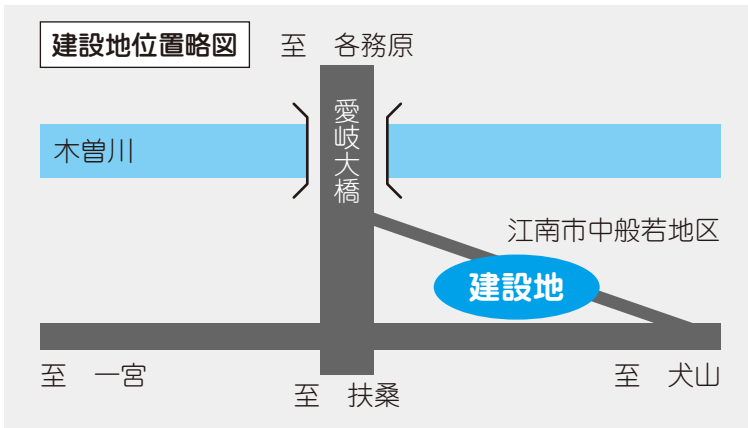 建設地位置略図
至 各務原
愛岐大橋
木曽川
江南市中般若地区
建設地
至 一宮
至 犬山
至 扶桑